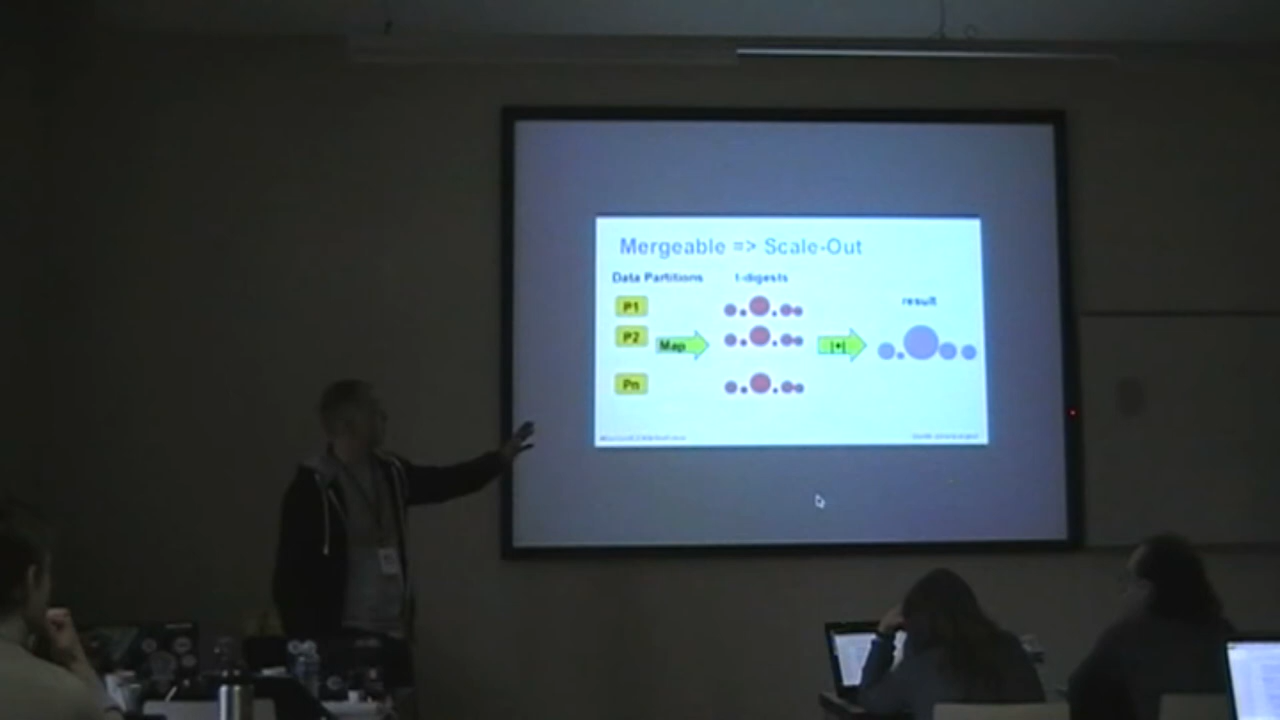 Mergeable => Scale-Out
Data Partitions
t-digests
result
P1
P2
Map
|+|
Pn